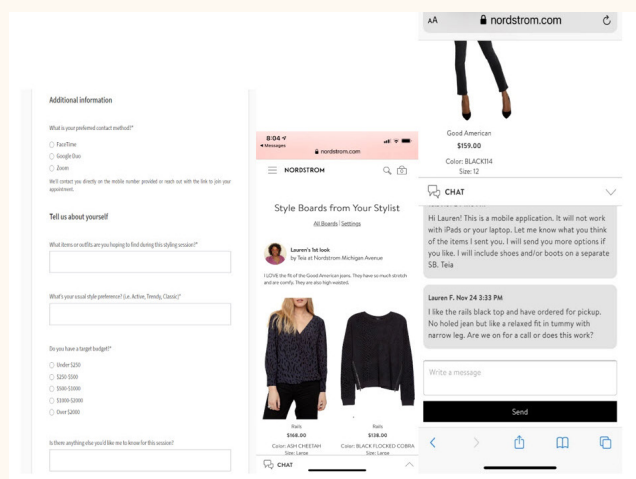 Additional information
What is your preferred contact method?*
FaceTime
Google Duo
Zoom
We'll contact you directly on the mobile number provided or reach out with the link to join your
appointment.
Tell us about yourself
What items or outfits are you hoping to find during this styling session?*
What's your usual style preference? (i.e. Active, Trendy, Classic)*
Do you have a target budget?*
Under $250
$250-$500
$500-$1000
$1000-$2000
Over $2000
Is there anything else you'd like me to know for this session?
8:04
Messages
nordstrom.com
NORDSTROM
0
Style Boards from Your Stylist
All Boards | Settings
Lauren's 1st look
by Teia at Nordstrom Michigan Avenue
I LOVE the fit of the Good American jeans. They have so much stretch
and are comfy. They are also high waisted.
Rails
$168.00
Color: ASH CHEETAH
Size: Large
Rails
$138.00
Color: BLACK FLOCKED COBRA
Size: Large
CHAT
AA
nordstrom.com
Good American
$159.00
Color: BLACK114
Size: 12
CHAT
Hi Lauren! This is a mobile application. It will not work
with iPads or your laptop. Let me know what you think
of the items I sent you. I will send you more options if
you like. I will include shoes and/or boots on a separate
SB. Teia
Lauren F. Nov 24 3:33 PM
I like the rails black top and have ordered for pickup.
No holed jean but like a relaxed fit in tummy with
narrow leg. Are we on for a call or does this work?
Write a message
Send